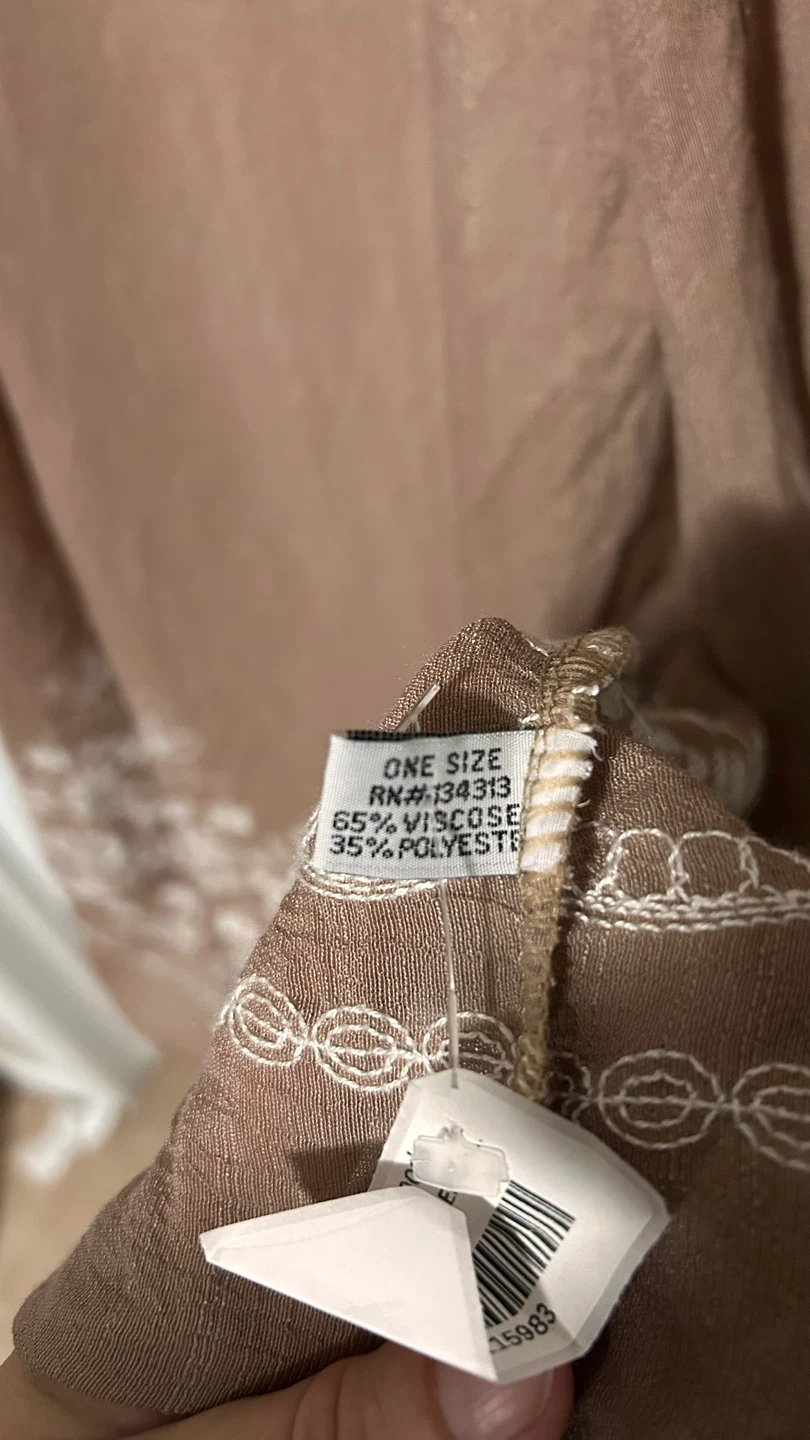 ONE SIZE
RN#134313
65% VISCOSE
35% POLYESTE
15983